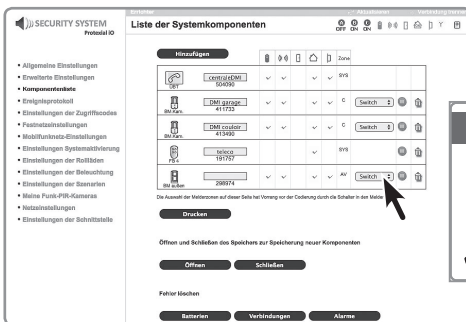 SECURITY SYSTEM
Protexial iO
Liste der Systemkomponenten
OFF ON ON
Hinzufügen
Zone
• Allgemeine Einstellungen
• Erweiterte Einstellungen
• Komponentenliste
• Ereignisprotokoll
• Einstellungen der Zugriffscodes
• Festnetzeinstellungen
• Mobilfunknetz-Einstellungen
• Einstellungen Systemaktivierung
• Einstellungen der Rollläden
• Einstellungen der Beleuchtung
• Einstellungen der Szenarien
• Meine Funk-PIR-Kameras
• Netzeinstellungen
• Einstellungen der Schnittstelle
UBT centraleDMI 504090 SYS
BM Kam. DMI garage 411733 C Switch
BM Kam. DMI couloir 413490 C Switch
FB 4 teleco 191757 SYS
BM außen 298974 AV Switch
Die Auswahl der Melderzonen auf dieser Seite hat Vorrang vor der Codierung durch die Schalter in den Melde
Drucken
Öffnen und Schließen des Speichers zur Speicherung neuer Komponenten
Öffnen Schließen
Fehler löschen
Batterien Verbindungen Alarme